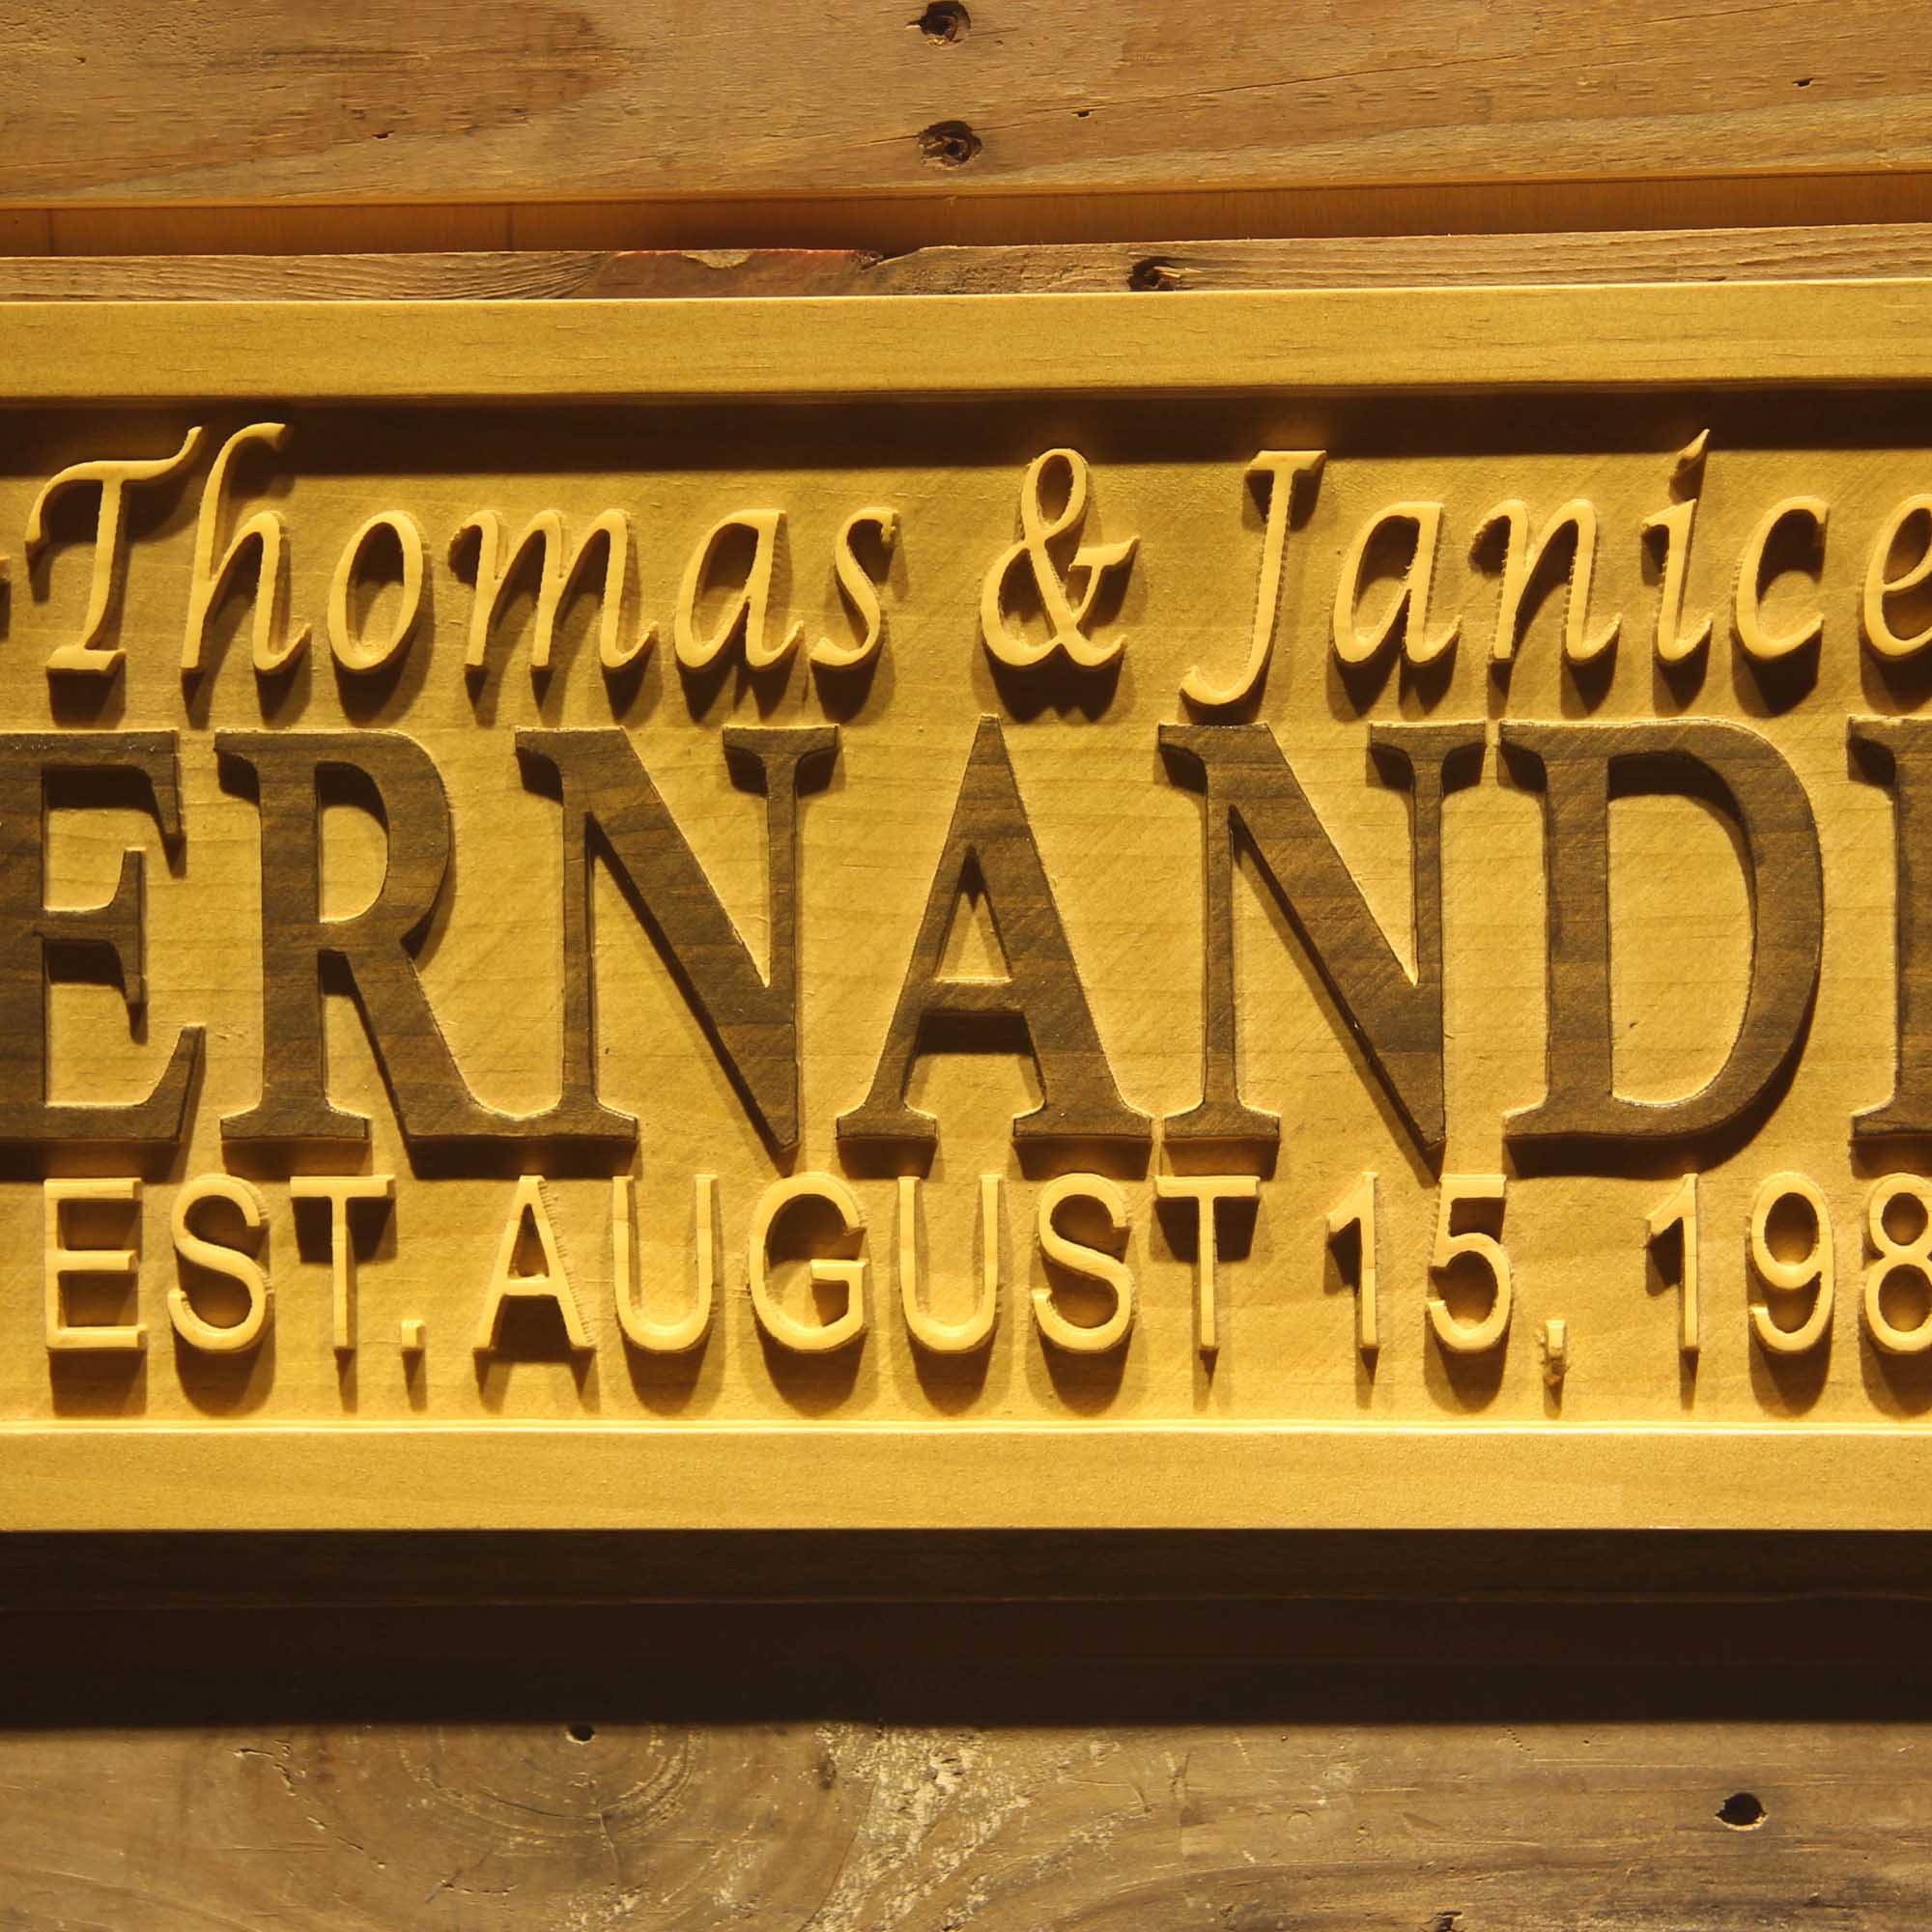 Thomas & Janice
ERNAND
EST. AUGUST 15, 198